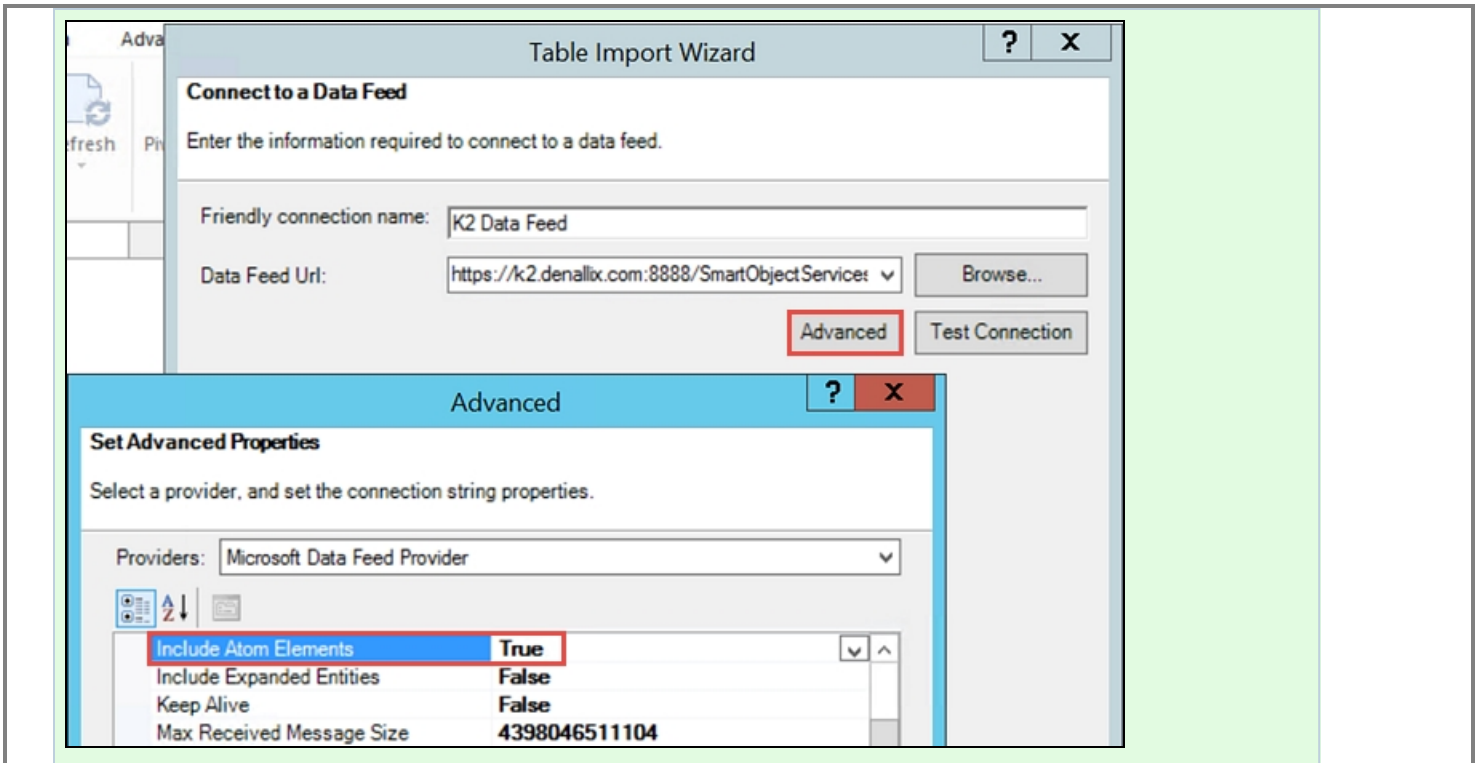 Adva
Table Import Wizard
? X
Connect to a Data Feed
Enter the information required to connect to a data feed.
efresh
Piv
Friendly connection name:
K2 Data Feed
Data Feed Url:
https://k2.denallix.com:8888/SmartObjectServices
Browse...
Advanced
Test Connection
Advanced
? X
Set Advanced Properties
Select a provider, and set the connection string properties.
Providers:
Microsoft Data Feed Provider
Include Atom Elements True
Include Expanded Entities False
Keep Alive False
Max Received Message Size 4398046511104